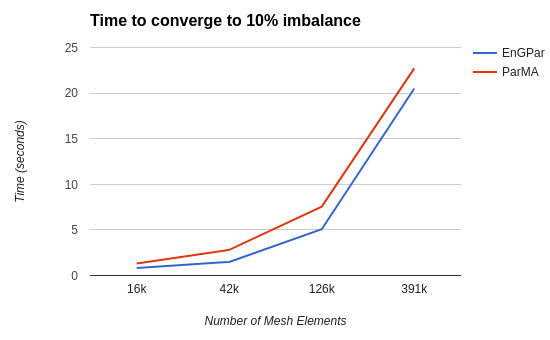 Time to converge to 10% imbalance
25
20
15
10
5
0
Time (seconds)
16k 42k 126k 391k
Number of Mesh Elements
EnGPar
ParMA